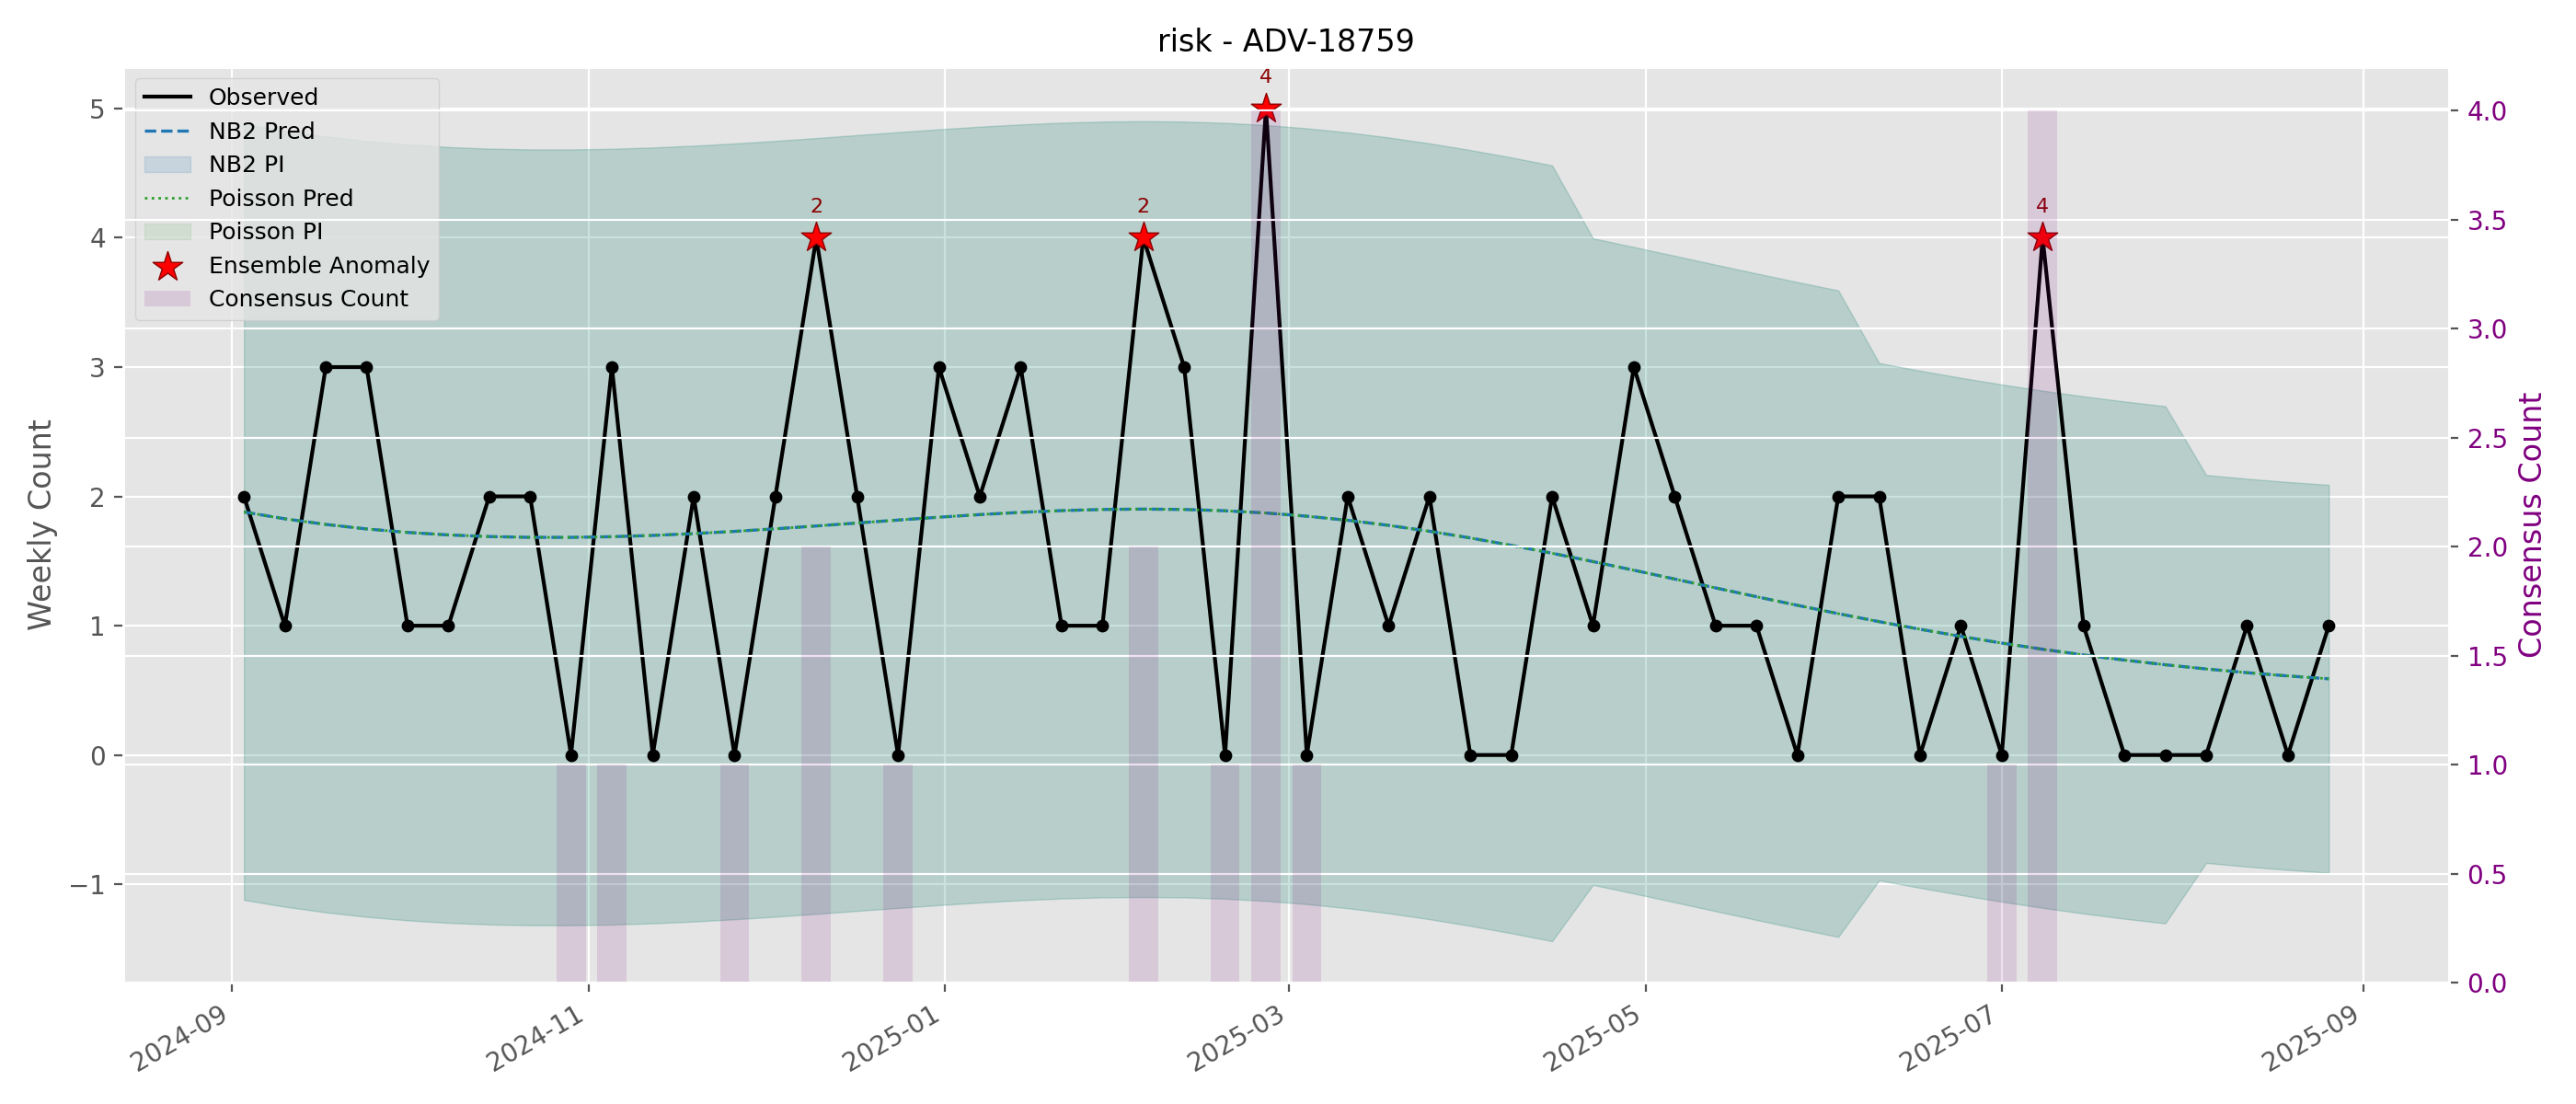 risk - ADV-18759
Observed
NB2 Pred
NB2 PI
Poisson Pred
Poisson PI
Ensemble Anomaly
Consensus Count
2
2
4
4
Weekly Count
5
4
3
2
1
0
−1
Consensus Count
4.0
3.5
3.0
2.5
2.0
1.5
1.0
0.5
0.0
2024-09
2024-11
2025-01
2025-03
2025-05
2025-07
2025-09